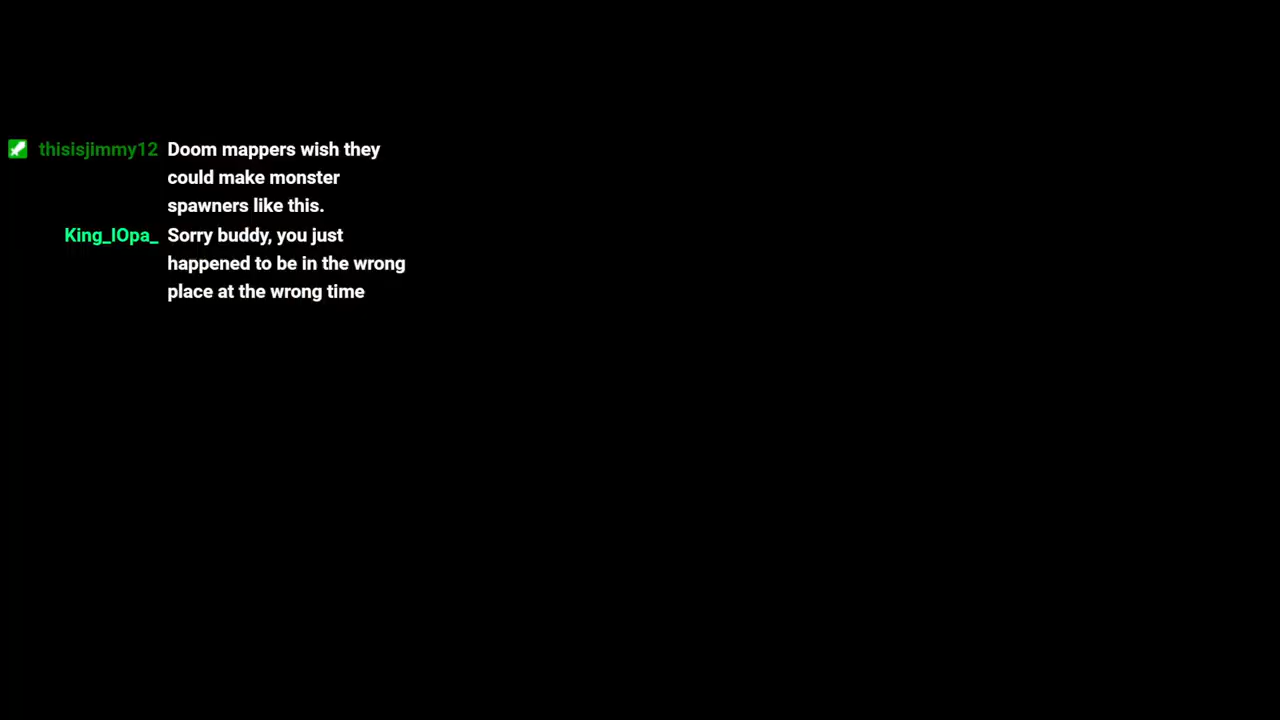 thisisjimmy12 Doom mappers wish they
could make monster
spawners like this.
King_lOpa_ Sorry buddy, you just
happened to be in the wrong
place at the wrong time